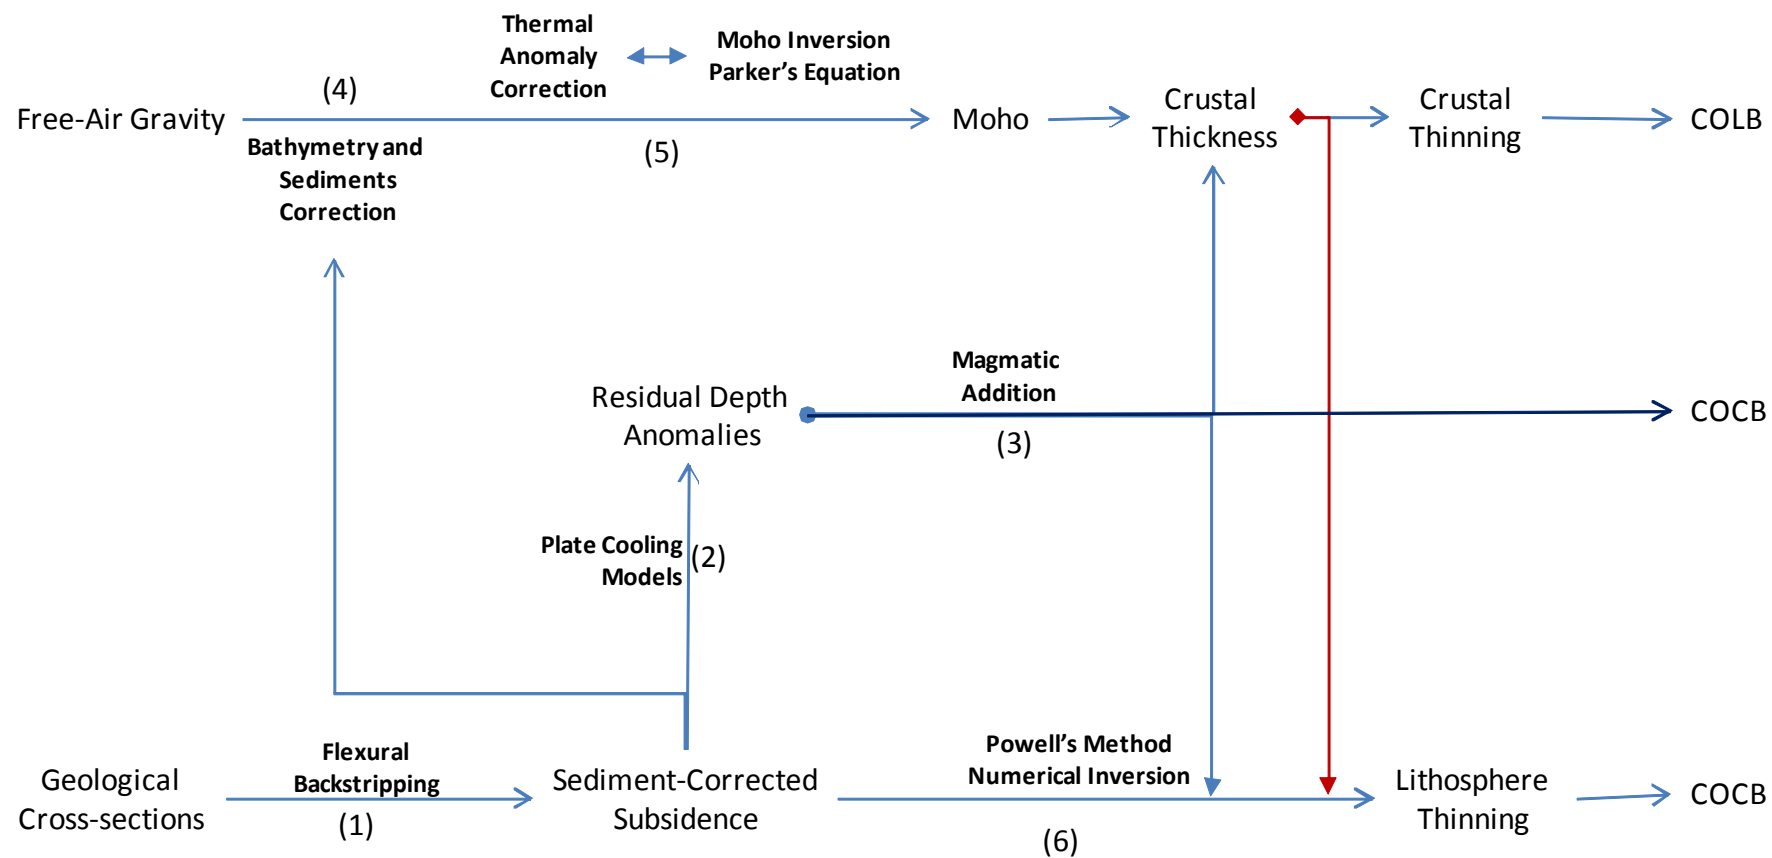 Thermal
Anomaly
Correction
Moho Inversion
Parker's Equation
(4)
Free-Air Gravity
Moho
Crustal
Thickness
Crustal
Thinning
COLB
Bathymetry and
Sediments
Correction
(5)
Magmatic
Addition
Residual Depth
Anomalies
COCB
(3)
Plate Cooling
Models
(2)
Flexural
Backstripping
Powell's Method
Numerical Inversion
Geological
Cross-sections
Sediment-Corrected
Subsidence
Lithosphere
Thinning
COCB
(1)
(6)